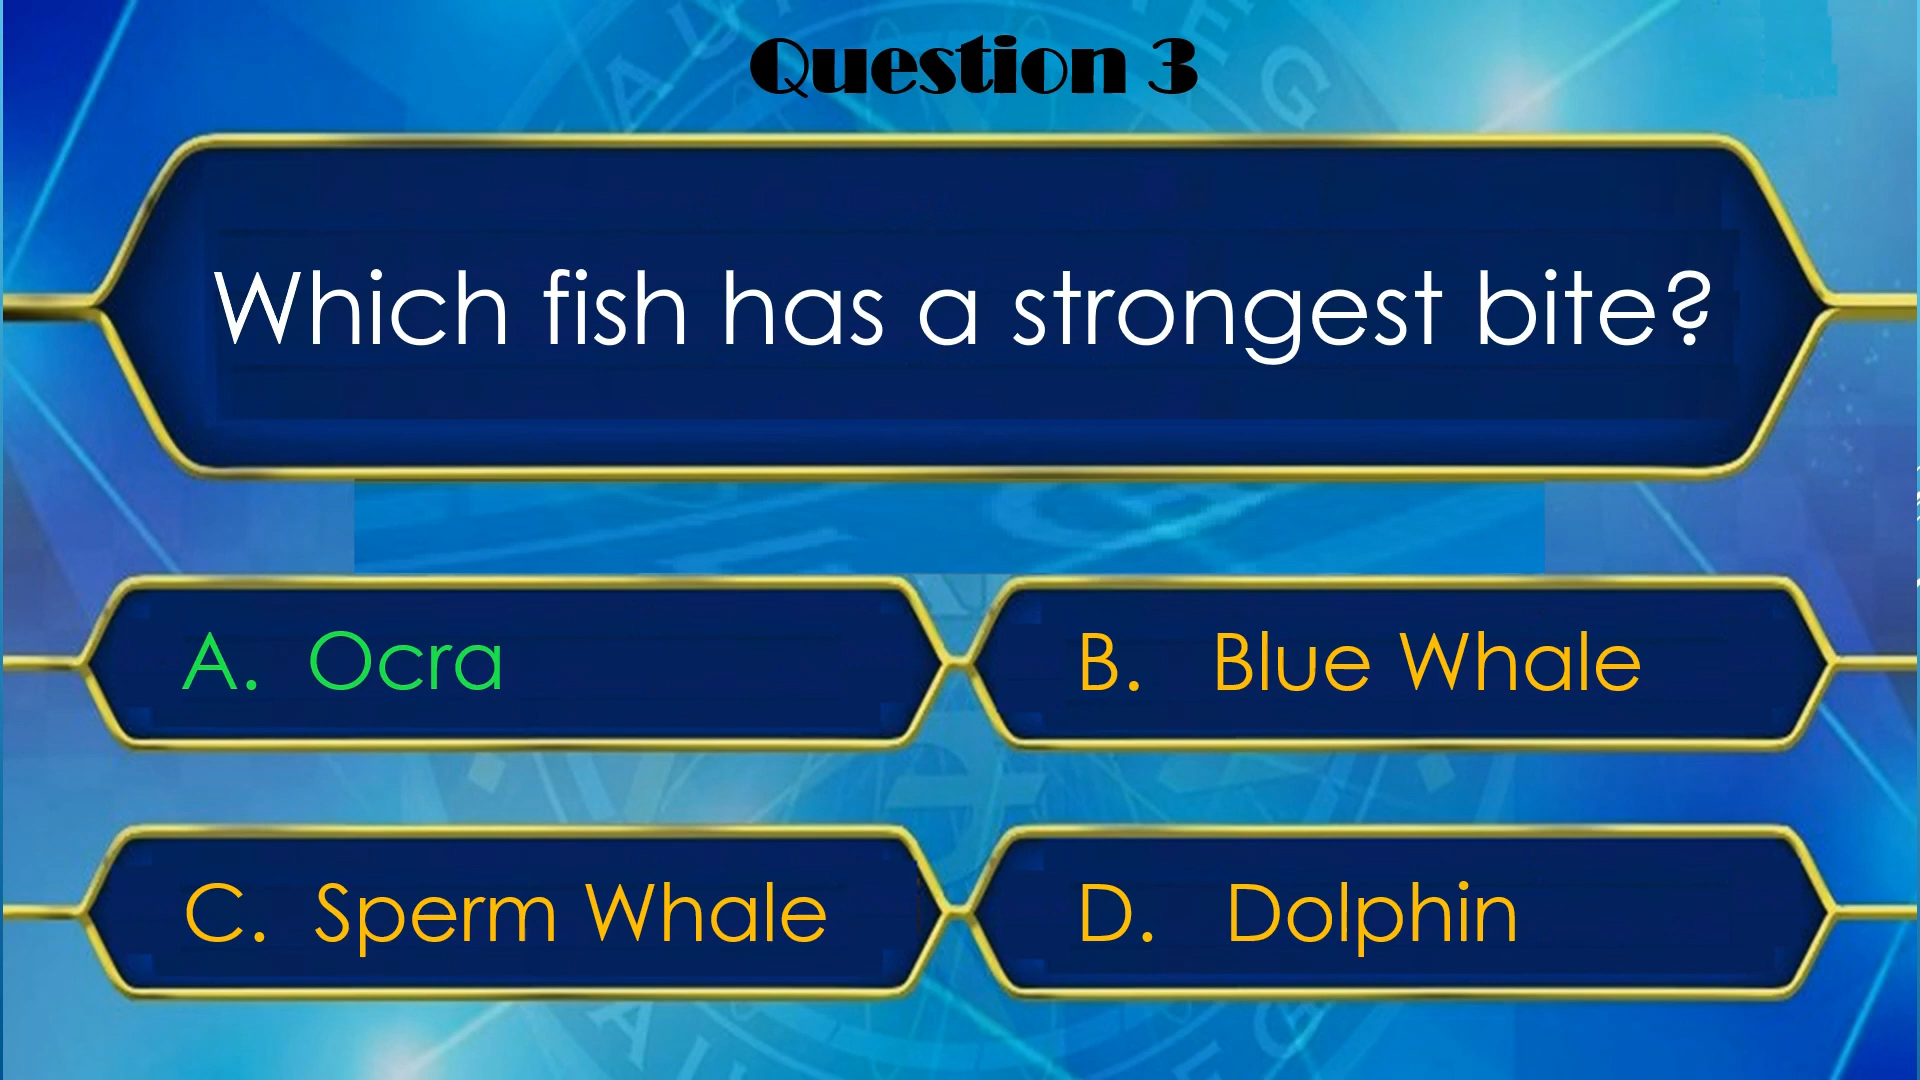 Question 3
Which fish has a strongest bite?
A. Ocra
B. Blue Whale
C. Sperm Whale
D. Dolphin